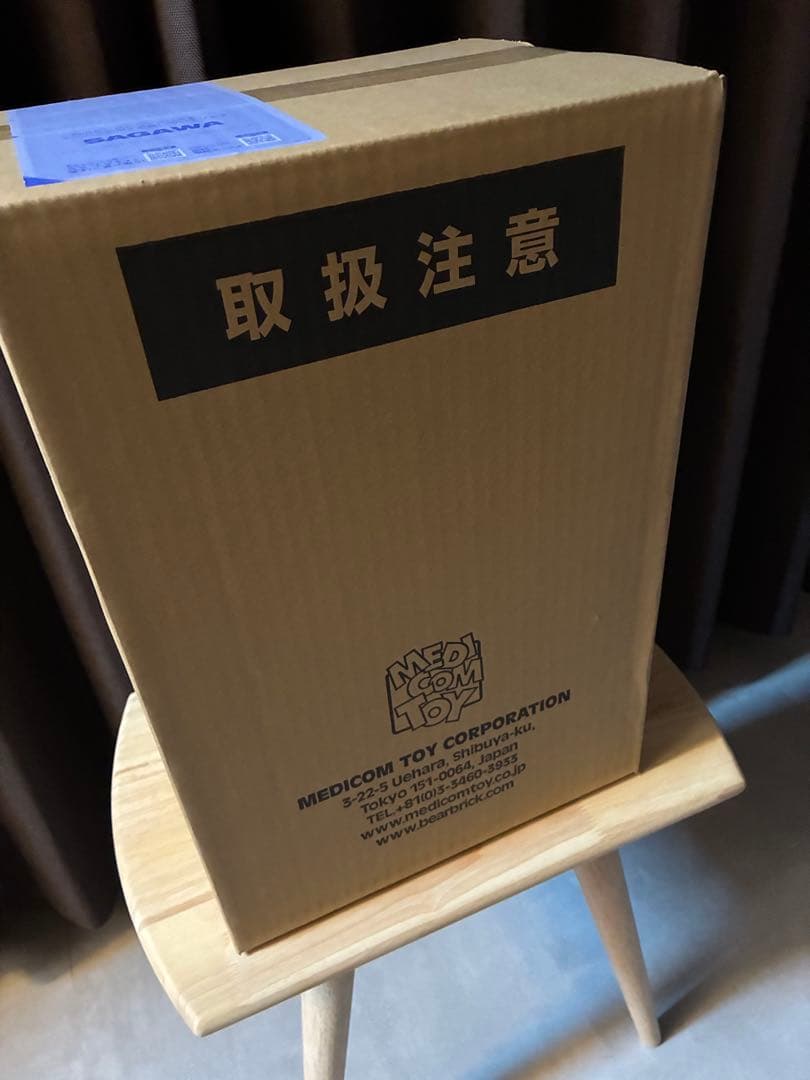 SAGAWA
取扱注意
MEDI
COM
TOY
MEDICOM TOY CORPORATION
3-22-5 Uehara, Shibuya-ku,
Tokyo 151-0064, Japan
TEL.+81(0)3-3460-3933
www.medicomtoy.co.jp
www.bearbrick.com